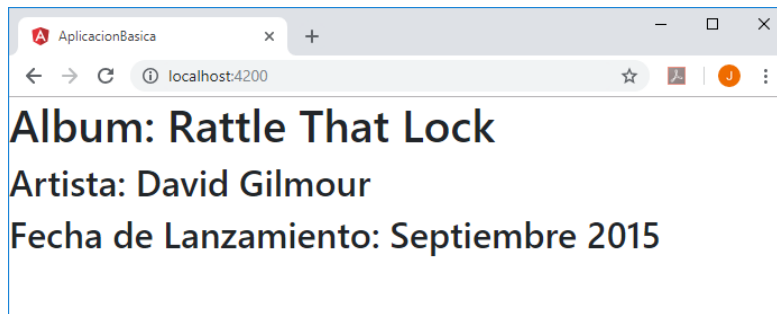 AplicacionBasica
localhost:4200
J
Album: Rattle That Lock
Artista: David Gilmour
Fecha de Lanzamiento: Septiembre 2015